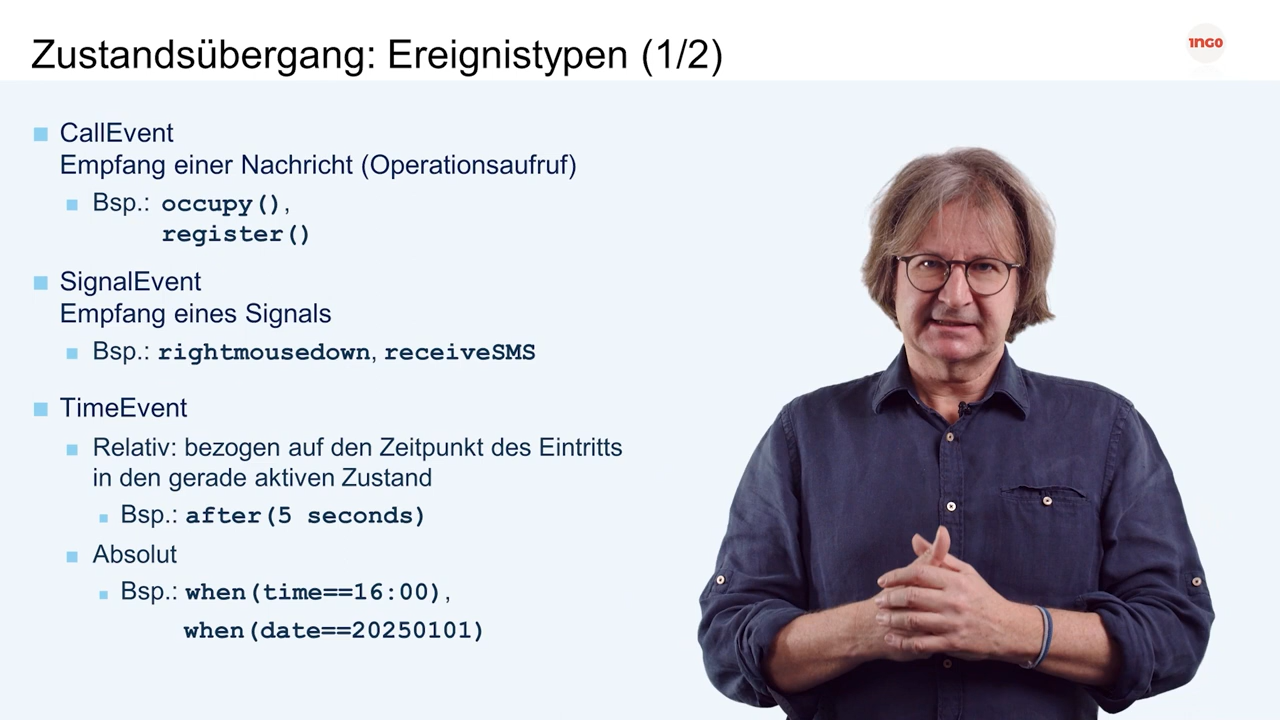 Zustandsübergang: Ereignistypen (1/2)
1NGO
CallEvent
Empfang einer Nachricht (Operationsaufruf)
Bsp.: occupy(),
register()
SignalEvent
Empfang eines Signals
Bsp.: rightmousedown, receiveSMS
TimeEvent
Relativ: bezogen auf den Zeitpunkt des Eintritts
in den gerade aktiven Zustand
Bsp.: after(5 seconds)
Absolut
Bsp.: when(time==16:00),
when(date==20250101)